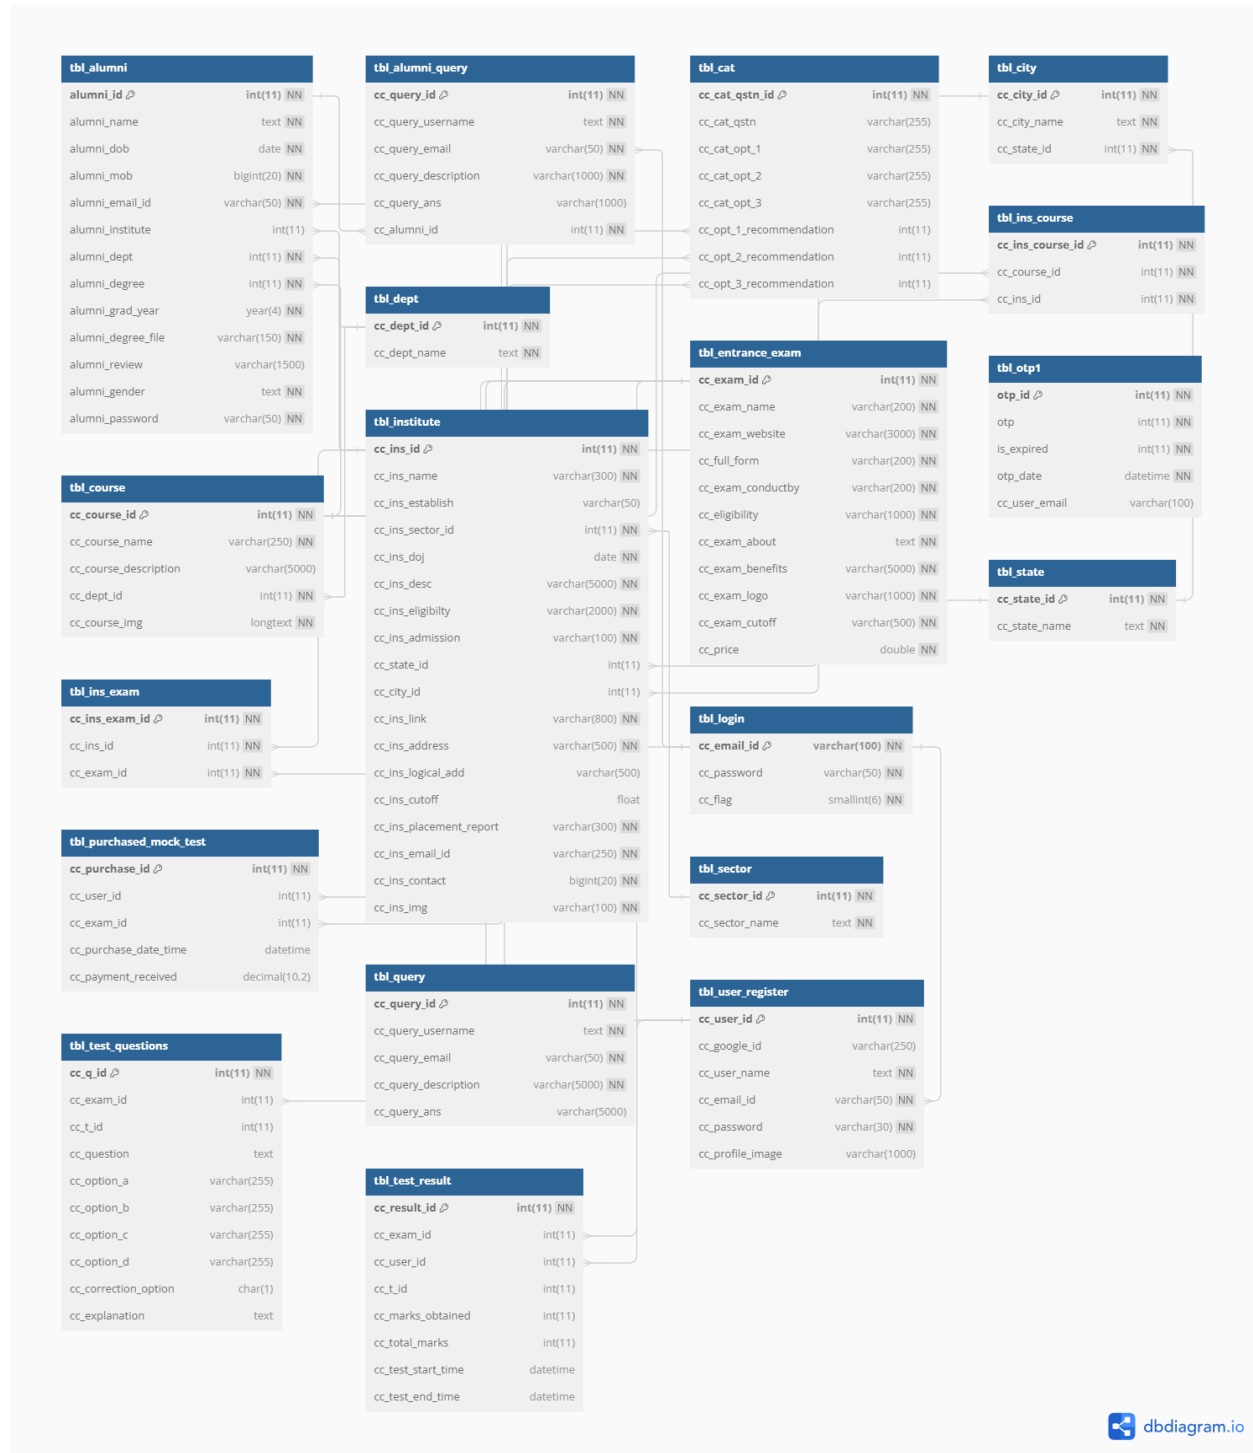 tbl_alumni
alumni_id int(11) NN
alumni_name text NN
alumni_dob date NN
alumni_mob bigint(20) NN
alumni_email_id varchar(50) NN
alumni_institute int(11)
alumni_dept int(11) NN
alumni_degree int(11) NN
alumni_grad_year year(4) NN
alumni_degree_file varchar(150) NN
alumni_review varchar(1500)
alumni_gender text NN
alumni_password varchar(50) NN
tbl_alumni_query
cc_query_id int(11) NN
cc_query_username text NN
cc_query_email varchar(50) NN
cc_query_description varchar(1000) NN
cc_query_ans varchar(1000)
cc_alumni_id int(11) NN
tbl_cat
cc_cat_qstn_id int(11) NN
cc_cat_qstn varchar(255)
cc_cat_opt_1 varchar(255)
cc_cat_opt_2 varchar(255)
cc_cat_opt_3 varchar(255)
cc_opt_1_recommendation int(11)
cc_opt_2_recommendation int(11)
cc_opt_3_recommendation int(11)
tbl_city
cc_city_id int(11) NN
cc_city_name text NN
cc_state_id int(11) NN
tbl_ins_course
cc_ins_course_id int(11) NN
cc_course_id int(11) NN
cc_ins_id int(11) NN
tbl_dept
cc_dept_id int(11) NN
cc_dept_name text NN
tbl_entrance_exam
cc_exam_id int(11) NN
cc_exam_name varchar(200) NN
cc_exam_website varchar(3000) NN
cc_full_form varchar(200) NN
cc_exam_conductby varchar(200) NN
cc_eligibility varchar(1000) NN
cc_exam_about text NN
cc_exam_benefits varchar(5000) NN
cc_exam_logo varchar(1000) NN
cc_exam_cutoff varchar(500) NN
cc_price double NN
tbl_otp1
otp_id int(11) NN
otp int(11) NN
is_expired int(11) NN
otp_date datetime NN
cc_user_email varchar(100)
tbl_institute
cc_ins_id int(11) NN
cc_ins_name varchar(300) NN
cc_ins_establish varchar(50)
cc_ins_sector_id int(11) NN
cc_ins_doj date NN
cc_ins_desc varchar(5000) NN
cc_ins_eligibilty varchar(2000) NN
cc_ins_admission varchar(100) NN
cc_state_id int(11)
cc_city_id int(11)
cc_ins_link varchar(800) NN
cc_ins_address varchar(500) NN
cc_ins_logical_add varchar(500)
cc_ins_cutoff float
cc_ins_placement_report varchar(300) NN
cc_ins_email_id varchar(250) NN
cc_ins_contact bigint(20) NN
cc_ins_img varchar(100) NN
tbl_course
cc_course_id int(11) NN
cc_course_name varchar(250) NN
cc_course_description varchar(5000)
cc_dept_id int(11) NN
cc_course_img longtext NN
tbl_state
cc_state_id int(11) NN
cc_state_name text NN
tbl_ins_exam
cc_ins_exam_id int(11) NN
cc_ins_id int(11) NN
cc_exam_id int(11) NN
tbl_login
cc_email_id varchar(100) NN
cc_password varchar(50) NN
cc_flag smallint(6) NN
tbl_purchased_mock_test
cc_purchase_id int(11) NN
cc_user_id int(11)
cc_exam_id int(11)
cc_purchase_date_time datetime
cc_payment_received decimal(10,2)
tbl_sector
cc_sector_id int(11) NN
cc_sector_name text NN
tbl_query
cc_query_id int(11) NN
cc_query_username text NN
cc_query_email varchar(50) NN
cc_query_description varchar(5000) NN
cc_query_ans varchar(5000)
tbl_user_register
cc_user_id int(11) NN
cc_google_id varchar(250)
cc_user_name text NN
cc_email_id varchar(50) NN
cc_password varchar(30) NN
cc_profile_image varchar(1000)
tbl_test_questions
cc_q_id int(11) NN
cc_exam_id int(11)
cc_t_id int(11)
cc_question text
cc_option_a varchar(255)
cc_option_b varchar(255)
cc_option_c varchar(255)
cc_option_d varchar(255)
cc_correction_option char(1)
cc_explanation text
tbl_test_result
cc_result_id int(11) NN
cc_exam_id int(11)
cc_user_id int(11)
cc_t_id int(11)
cc_marks_obtained int(11)
cc_total_marks int(11)
cc_test_start_time datetime
cc_test_end_time datetime
dbdiagram.io